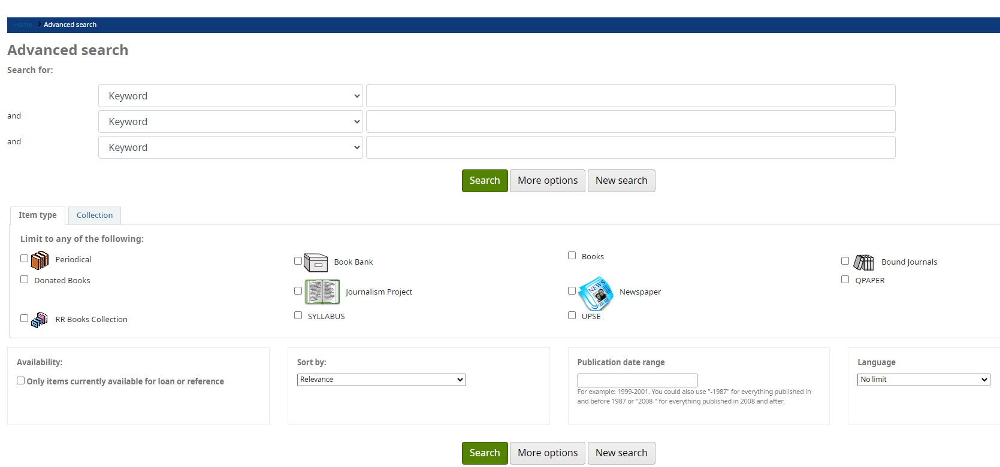 Home Advanced search
Advanced search
Search for:
Keyword
and Keyword
and Keyword
Search More options New search
Item type Collection
Limit to any of the following:
Periodical Book Bank Books Bound Journals
Donated Books Journalism Project NEWS Newspaper QPAPER
RR Books Collection SYLLABUS UPSE
Availability: Sort by: Publication date range Language
Only items currently available for loan or reference Relevance No limit
For example: 1999-2001. You could also use "-1987" for everything published in
and before 1987 or "2008-" for everything published in 2008 and after.
Search More options New search